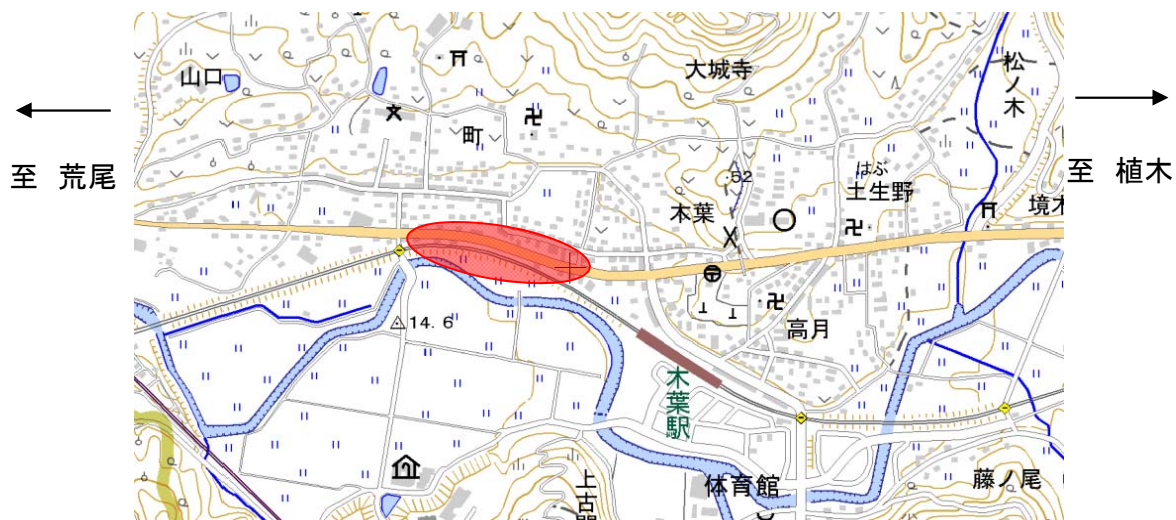 山口
大城寺
松ノ木
町
至 荒尾
至 植木
52
はぶ
土生野
木葉
境木
14.6
高月
木葉駅
体育館
藤ノ尾
上古閑